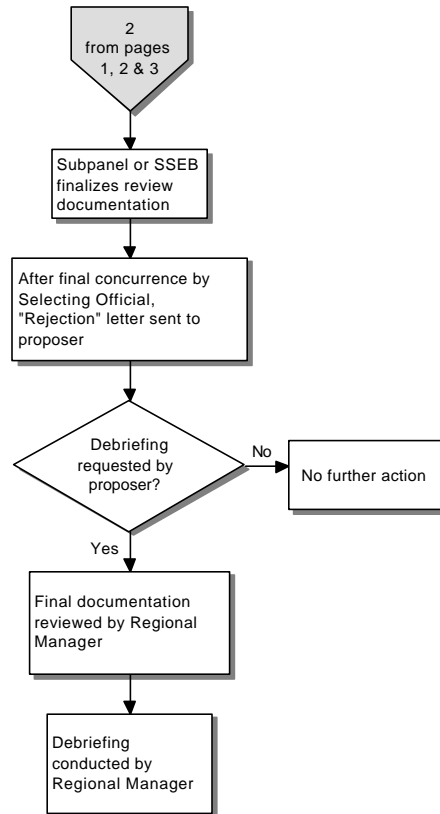 2
from pages
1, 2 & 3
Subpanel or SSEB
finalizes review
documentation
After final concurrence by
Selecting Official,
"Rejection" letter sent to
proposer
Debriefing
requested by
proposer?
No
No further action
Yes
Final documentation
reviewed by Regional
Manager
Debriefing
conducted by
Regional Manager